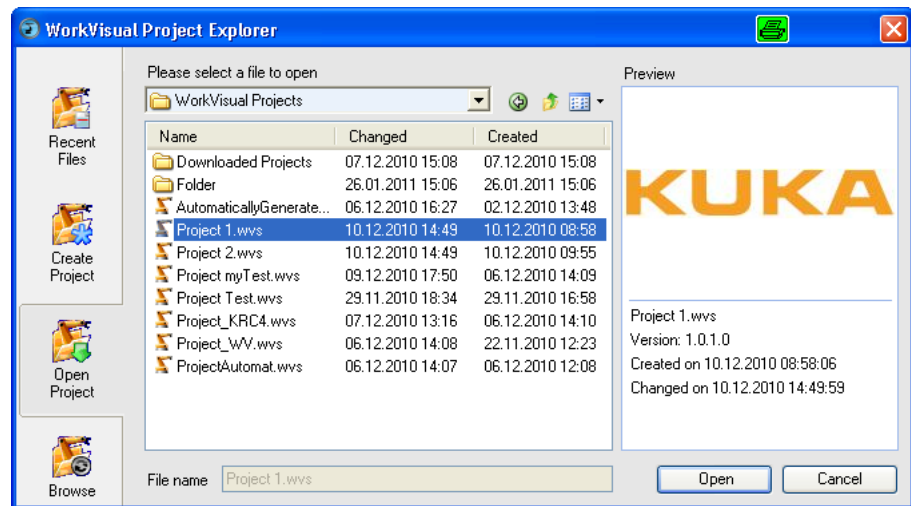 WorkVisual Project Explorer
Recent
Files
Create
Project
Open
Project
Browse
Please select a file to open
WorkVisual Projects
Name Changed Created
Downloaded Projects 07.12.2010 15:08 07.12.2010 15:08
Folder 26.01.2011 15:06 26.01.2011 15:06
AutomaticallyGenerate... 06.12.2010 16:27 02.12.2010 13:48
Project 1.wvs 10.12.2010 14:49 10.12.2010 08:58
Project 2.wvs 10.12.2010 14:49 10.12.2010 09:55
Project myTest.wvs 09.12.2010 17:50 06.12.2010 14:09
Project Test.wvs 29.11.2010 18:34 29.11.2010 16:58
Project_KRC4.wvs 07.12.2010 13:16 06.12.2010 14:10
Project_WV.wvs 06.12.2010 14:08 22.11.2010 12:23
ProjectAutomat.wvs 06.12.2010 14:07 06.12.2010 12:08
File name Project 1.wvs
Preview
KUKA
Project 1.wvs
Version: 1.0.1.0
Created on 10.12.2010 08:58:06
Changed on 10.12.2010 14:49:59
Open Cancel